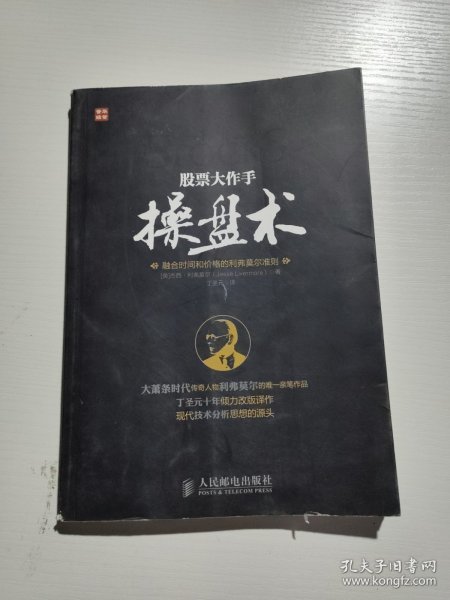 股票大作手
操盘术
融合时间和价格的利弗莫尔准则
[美]杰西·利弗莫尔（Jesse Livermore）◎著
丁圣元◎译
大萧条时代传奇人物利弗莫尔的唯一亲笔作品
丁圣元十年倾力改版译作
现代技术分析思想的源头
人民邮电出版社
POSTS & TELECOM PRESS
孔夫子旧书网
www.kongfz.com